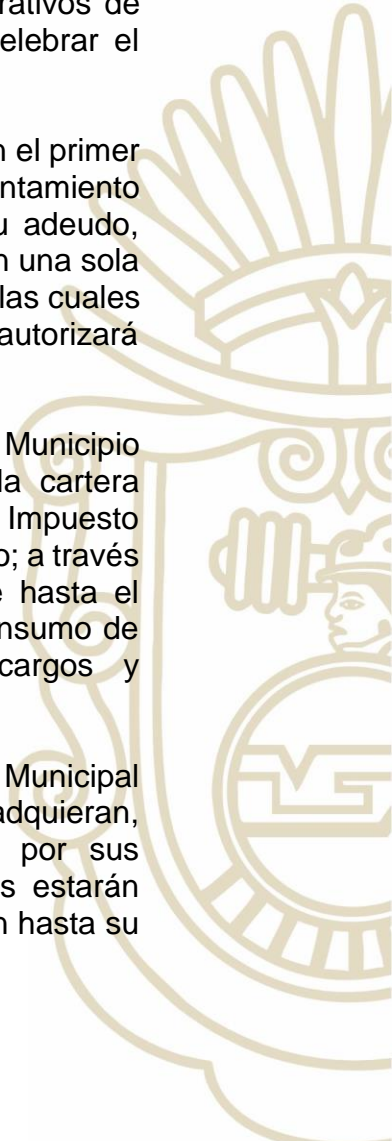 rativos de
elebrar el
n el primer
ntamiento
u adeudo,
n una sola
las cuales
autorizará
Municipio
la cartera
Impuesto
o; a través
e hasta el
nsumo de
cargos y
Municipal
adquieran,
por sus
s estarán
n hasta su